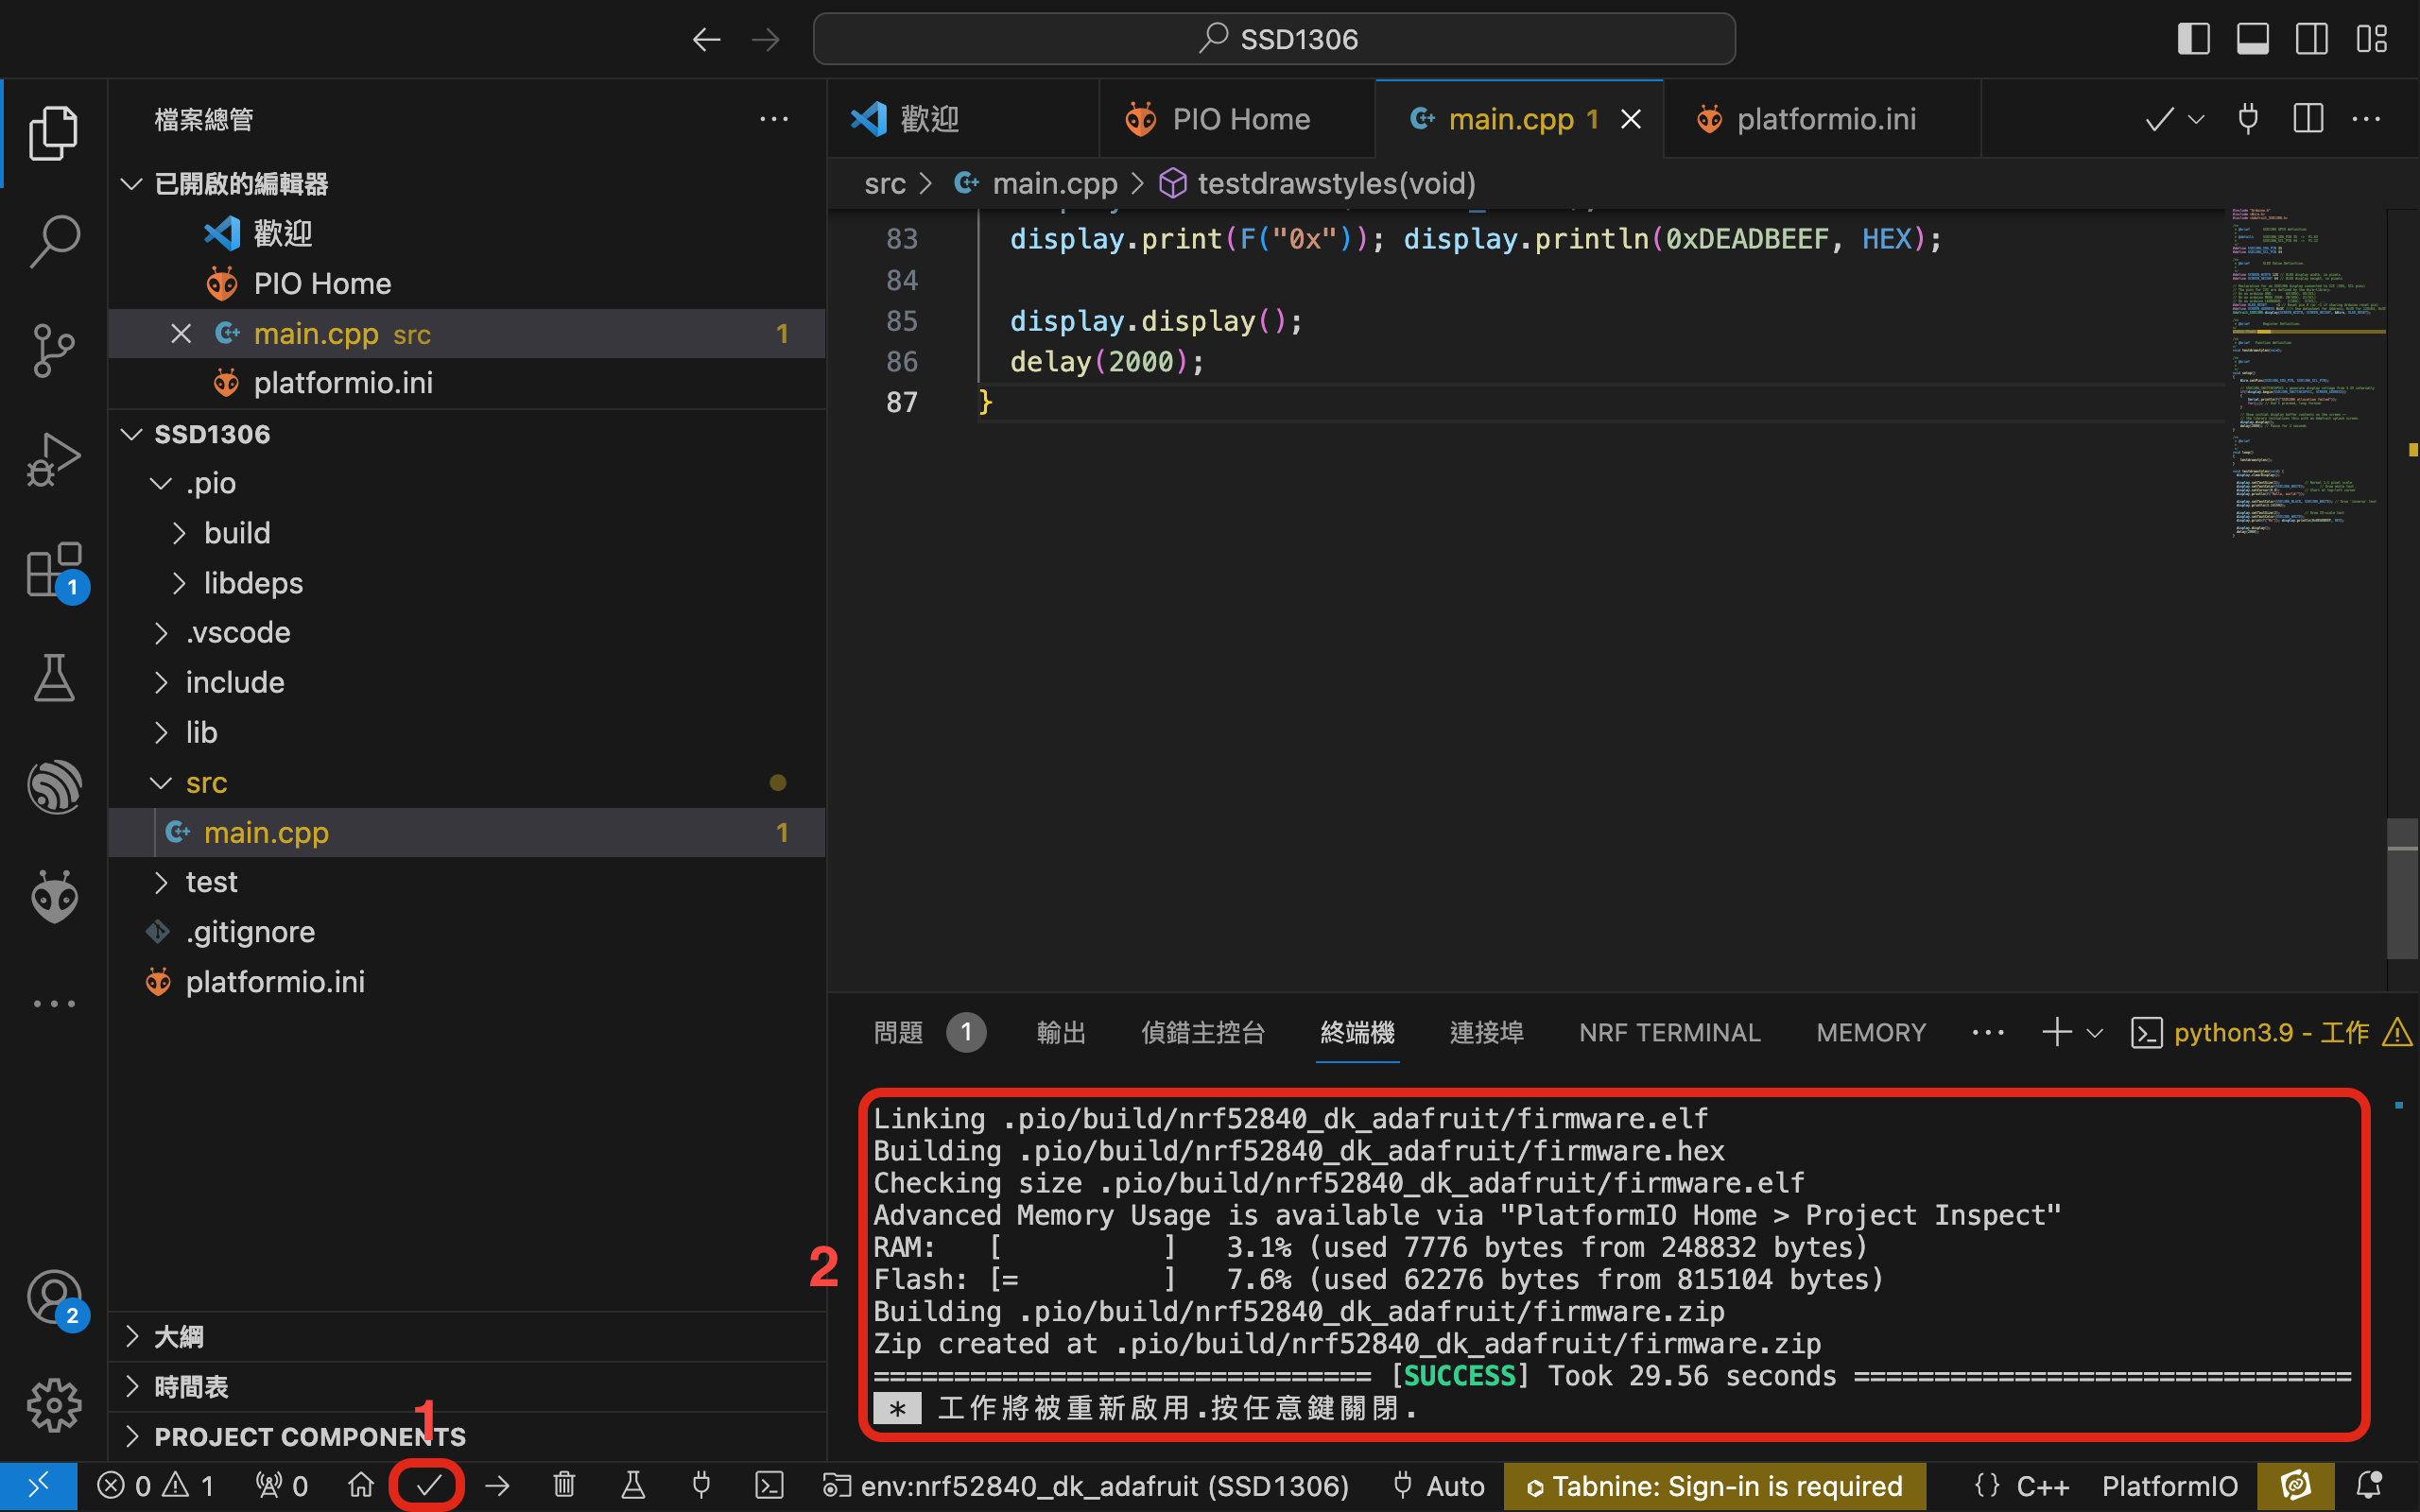 SSD1306
檔案總管
歡迎
PIO Home
main.cpp 1
platformio.ini
已開啟的編輯器
歡迎
PIO Home
main.cpp src 1
platformio.ini
SSD1306
.pio
build
libdeps
.vscode
include
lib
src
main.cpp 1
test
.gitignore
platformio.ini
大綱
時間表
PROJECT COMPONENTS
1
2
1
src > main.cpp > testdrawstyles(void)
83 display.print(F("0x")); display.println(0xDEADBEEF, HEX);
84
85 display.display();
86 delay(2000);
87 }
問題 1 輸出 偵錯主控台 終端機 連接埠 NRF TERMINAL MEMORY python3.9 - 工作
2
Linking .pio/build/nrf52840_dk_adafruit/firmware.elf
Building .pio/build/nrf52840_dk_adafruit/firmware.hex
Checking size .pio/build/nrf52840_dk_adafruit/firmware.elf
Advanced Memory Usage is available via "PlatformIO Home > Project Inspect"
RAM: [ ] 3.1% (used 7776 bytes from 248832 bytes)
Flash: [= ] 7.6% (used 62276 bytes from 815104 bytes)
Building .pio/build/nrf52840_dk_adafruit/firmware.zip
Zip created at .pio/build/nrf52840_dk_adafruit/firmware.zip
=============================== [SUCCESS] Took 29.56 seconds ===============================
* 工作將被重新啟用.按任意鍵關閉.
0 1 0 env:nrf52840_dk_adafruit (SSD1306) Auto Tabnine: Sign-in is required {} C++ PlatformIO